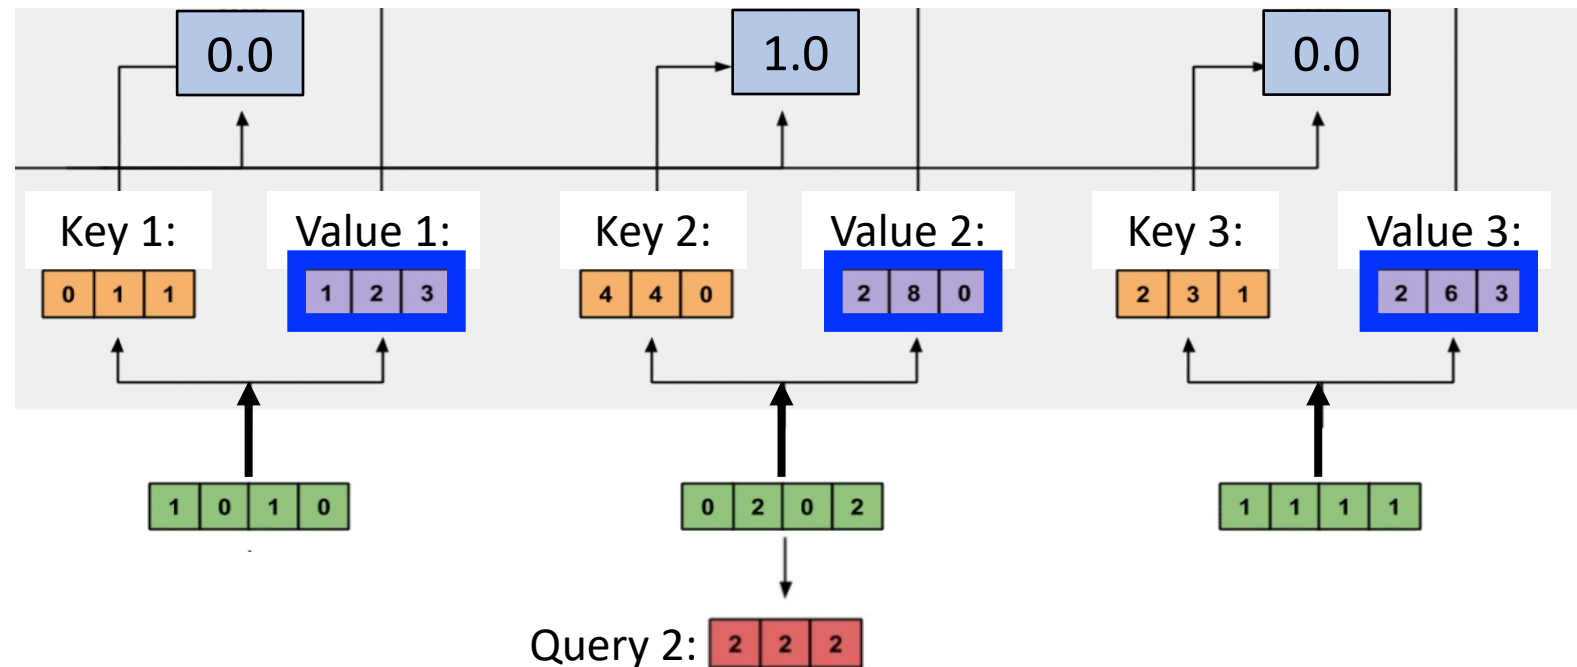 0.0 1.0 0.0
Key 1: Value 1: Key 2: Value 2: Key 3: Value 3:
0 1 1 1 2 3 4 4 0 2 8 0 2 3 1 2 6 3
1 0 1 0 0 2 0 2 1 1 1 1
Query 2: 2 2 2